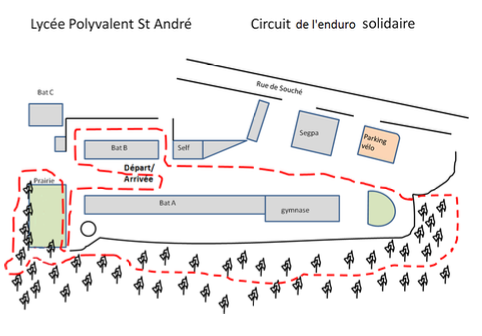 Lycée Polyvalent St André
Circuit de l'enduro solidaire
Rue de Souché
Bat C
Segpa
Parking
vélo
Bat B
Self
Départ/
Arrivée
Prairie
Bat A
gymnase